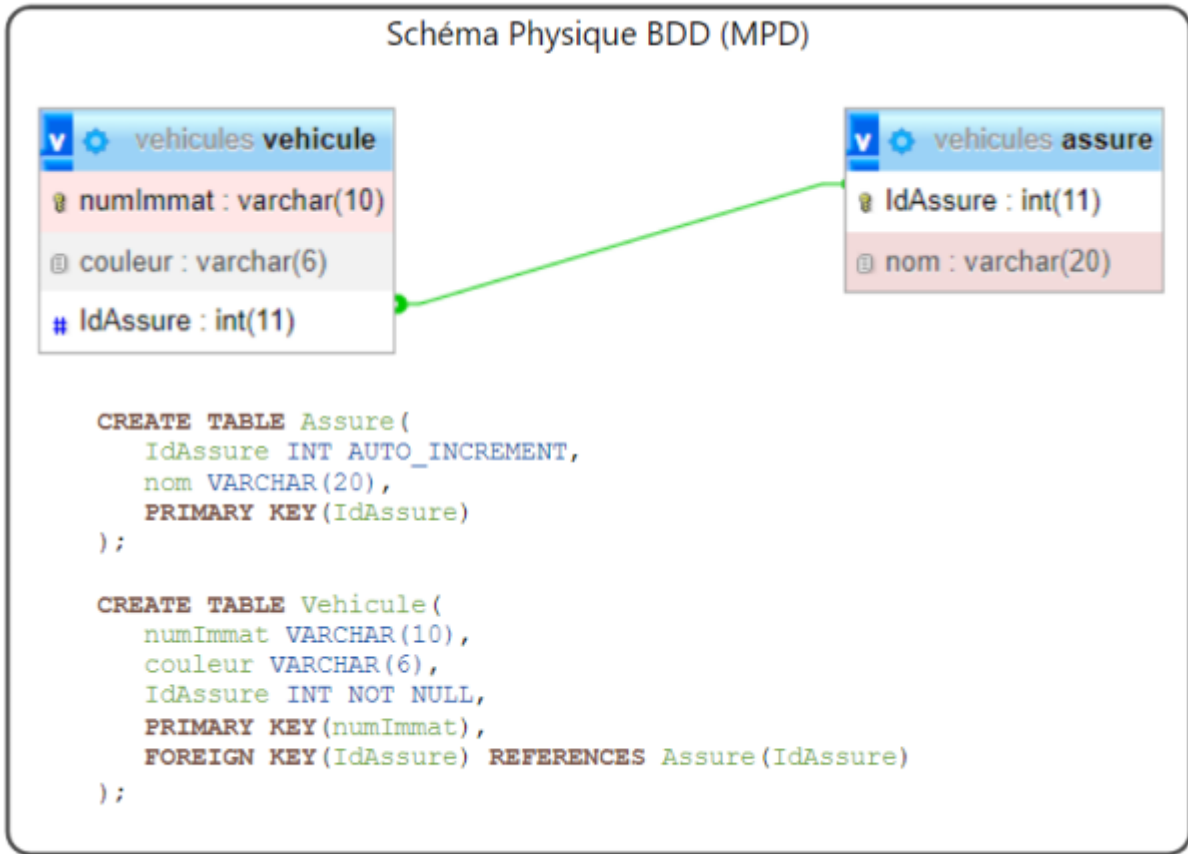 Schéma Physique BDD (MPD)
v vehicules vehicule
numImmat : varchar(10)
couleur : varchar(6)
# IdAssure : int(11)
v vehicules assure
IdAssure : int(11)
nom : varchar(20)
CREATE TABLE Assure(
IdAssure INT AUTO_INCREMENT,
nom VARCHAR(20),
PRIMARY KEY(IdAssure)
);
CREATE TABLE Vehicule(
numImmat VARCHAR(10),
couleur VARCHAR(6),
IdAssure INT NOT NULL,
PRIMARY KEY(numImmat),
FOREIGN KEY(IdAssure) REFERENCES Assure(IdAssure)
);